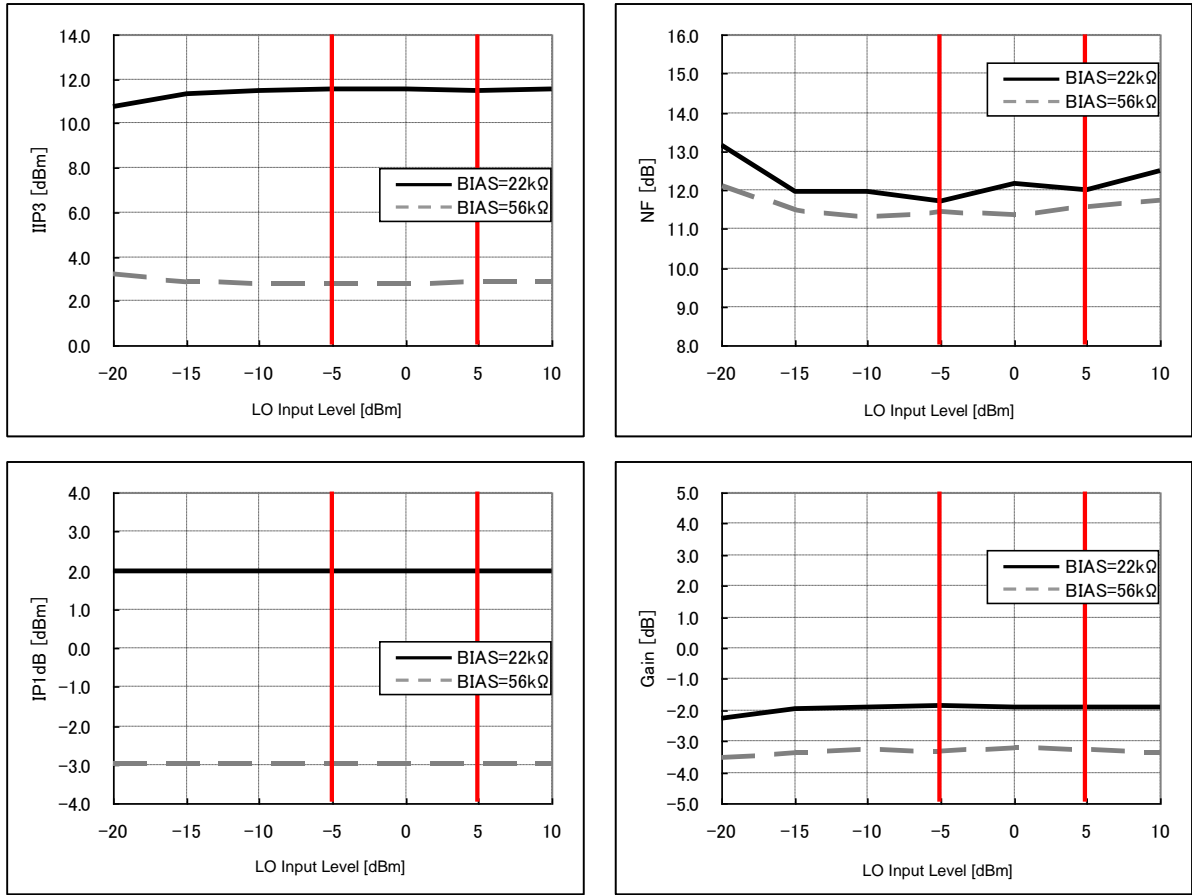 14.0
12.0
10.0
8.0
6.0
4.0
2.0
0.0
IIP3 [dBm]
BIAS=22kΩ
BIAS=56kΩ
-20 -15 -10 -5 0 5 10
LO Input Level [dBm]
16.0
15.0
14.0
13.0
12.0
11.0
10.0
9.0
8.0
NF [dB]
BIAS=22kΩ
BIAS=56kΩ
-20 -15 -10 -5 0 5 10
LO Input Level [dBm]
4.0
3.0
2.0
1.0
0.0
-1.0
-2.0
-3.0
-4.0
IP1dB [dBm]
BIAS=22kΩ
BIAS=56kΩ
-20 -15 -10 -5 0 5 10
LO Input Level [dBm]
5.0
4.0
3.0
2.0
1.0
0.0
-1.0
-2.0
-3.0
-4.0
-5.0
Gain [dB]
BIAS=22kΩ
BIAS=56kΩ
-20 -15 -10 -5 0 5 10
LO Input Level [dBm]